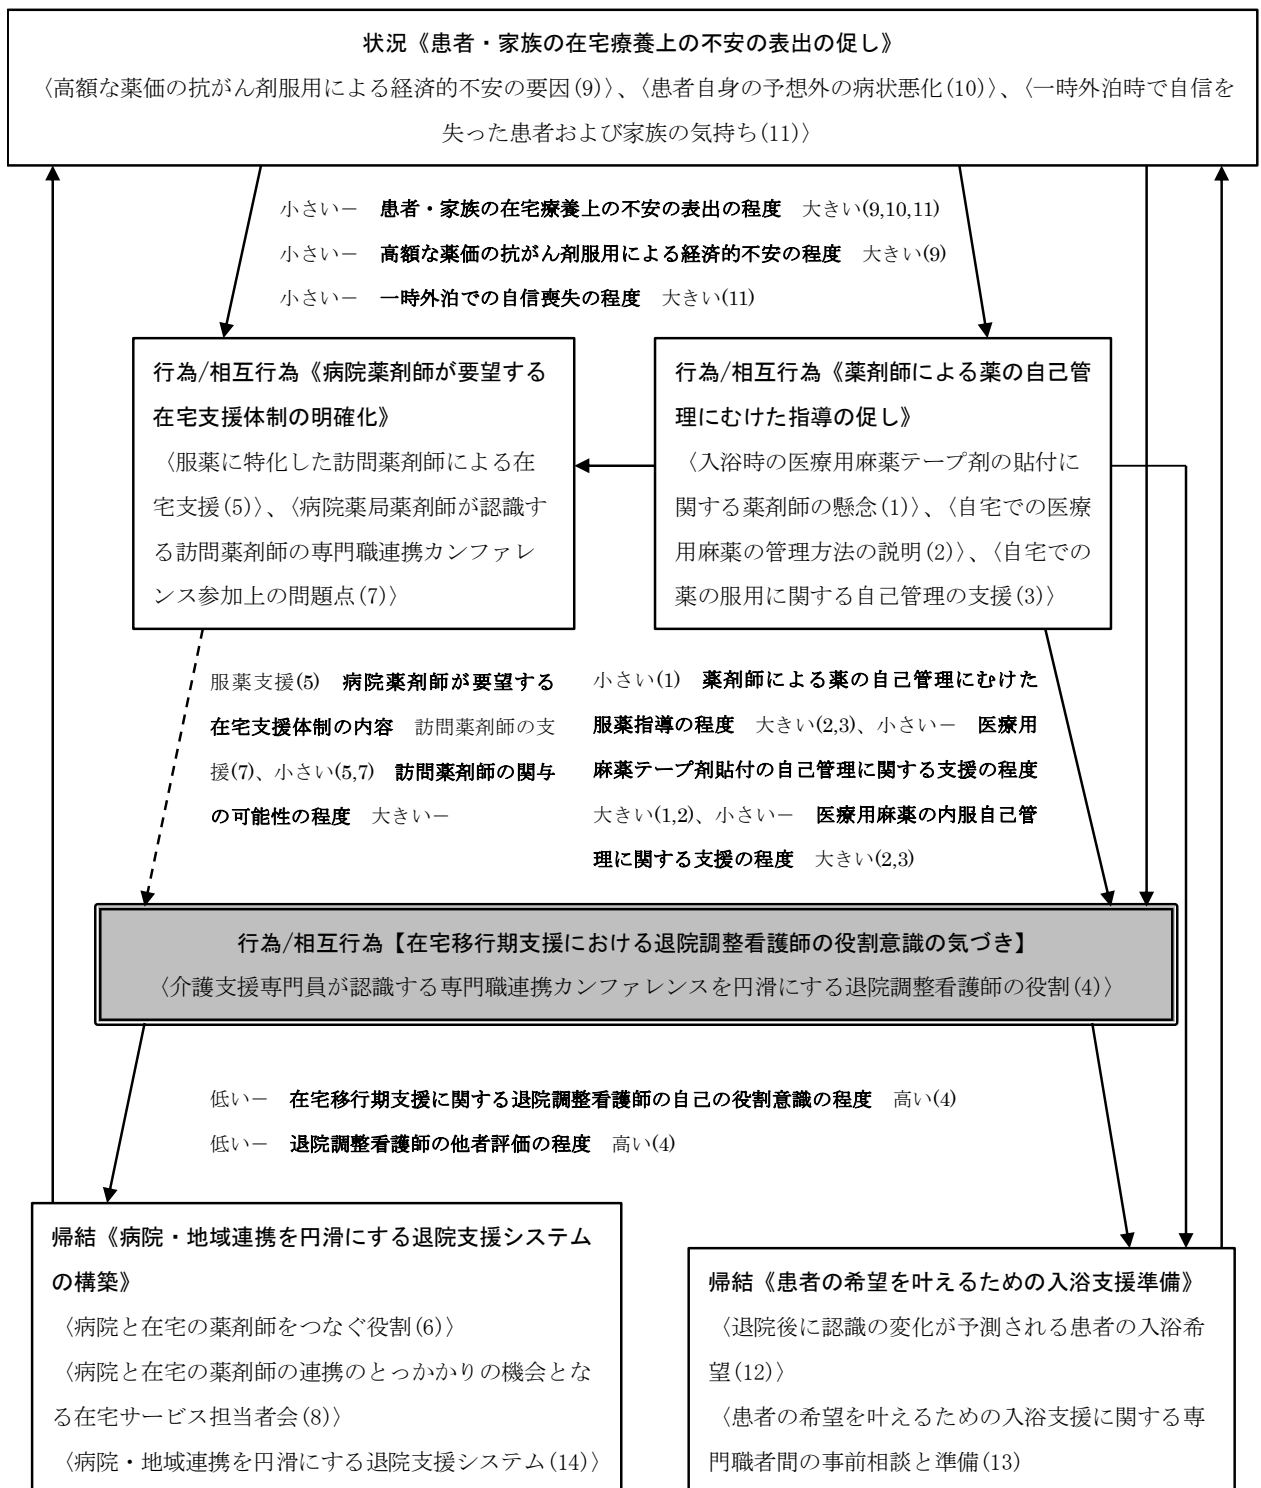 状況《患者・家族の在宅療養上の不安の表出の促し》
〈高額な薬価の抗がん剤服用による経済的不安の要因(9)〉、〈患者自身の予想外の病状悪化(10)〉、〈一時外泊時で自信を
失った患者および家族の気持ち(11)〉
小さい－　患者・家族の在宅療養上の不安の表出の程度　大きい(9,10,11)
小さい－　高額な薬価の抗がん剤服用による経済的不安の程度　大きい(9)
小さい－　一時外泊での自信喪失の程度　大きい(11)
行為/相互行為《病院薬剤師が要望する
在宅支援体制の明確化》
〈服薬に特化した訪問薬剤師による在
宅支援(5)〉、〈病院薬局薬剤師が認識す
る訪問薬剤師の専門職連携カンファレ
ンス参加上の問題点(7)〉
行為/相互行為《薬剤師による薬の自己管
理にむけた指導の促し》
〈入浴時の医療用麻薬テープ剤の貼付に
関する薬剤師の懸念(1)〉、〈自宅での医療
用麻薬の管理方法の説明(2)〉、〈自宅での
薬の服用に関する自己管理の支援(3)〉
服薬支援(5)　病院薬剤師が要望する
在宅支援体制の内容　訪問薬剤師の支
援(7)、小さい(5,7)　訪問薬剤師の関与
の可能性の程度　大きい－
小さい(1)　薬剤師による薬の自己管理にむけた
服薬指導の程度　大きい(2,3)、小さい－　医療用
麻薬テープ剤貼付の自己管理に関する支援の程度
大きい(1,2)、小さい－　医療用麻薬の内服自己管
理に関する支援の程度　大きい(2,3)
行為/相互行為【在宅移行期支援における退院調整看護師の役割意識の気づき】
〈介護支援専門員が認識する専門職連携カンファレンスを円滑にする退院調整看護師の役割(4)〉
低い－　在宅移行期支援に関する退院調整看護師の自己の役割意識の程度　高い(4)
低い－　退院調整看護師の他者評価の程度　高い(4)
帰結《病院・地域連携を円滑にする退院支援システム
の構築》
〈病院と在宅の薬剤師をつなぐ役割(6)〉
〈病院と在宅の薬剤師の連携のとっかかりの機会とな
る在宅サービス担当者会(8)〉
〈病院・地域連携を円滑にする退院支援システム(14)〉
帰結《患者の希望を叶えるための入浴支援準備》
〈退院後に認識の変化が予測される患者の入浴希
望(12)〉
〈患者の希望を叶えるための入浴支援に関する専
門職者間の事前相談と準備(13)